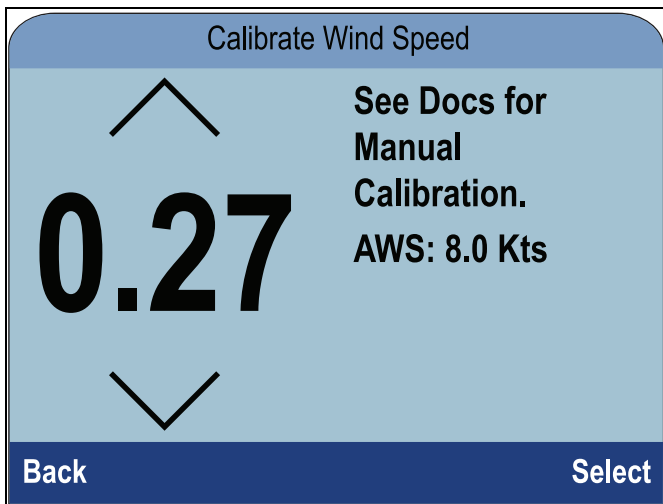 Calibrate Wind Speed
0.27
See Docs for
Manual
Calibration.
AWS: 8.0 Kts
Back
Select